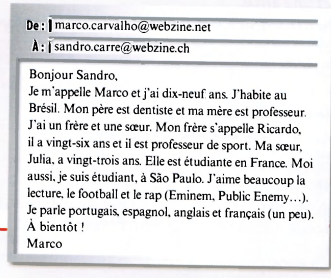 De : marco.carvalho@webzine.net
À : sandro.carre@webzine.ch
Bonjour Sandro,
Je m'appelle Marco et j'ai dix-neuf ans. J'habite au
Brésil. Mon père est dentiste et ma mère est professeur.
J'ai un frère et une sœur. Mon frère s'appelle Ricardo,
il a vingt-six ans et il est professeur de sport. Ma sœur,
Julia, a vingt-trois ans. Elle est étudiante en France. Moi
aussi, je suis étudiant, à São Paulo. J'aime beaucoup la
lecture, le football et le rap (Eminem, Public Enemy…).
Je parle portugais, espagnol, anglais et français (un peu).
À bientôt !
Marco